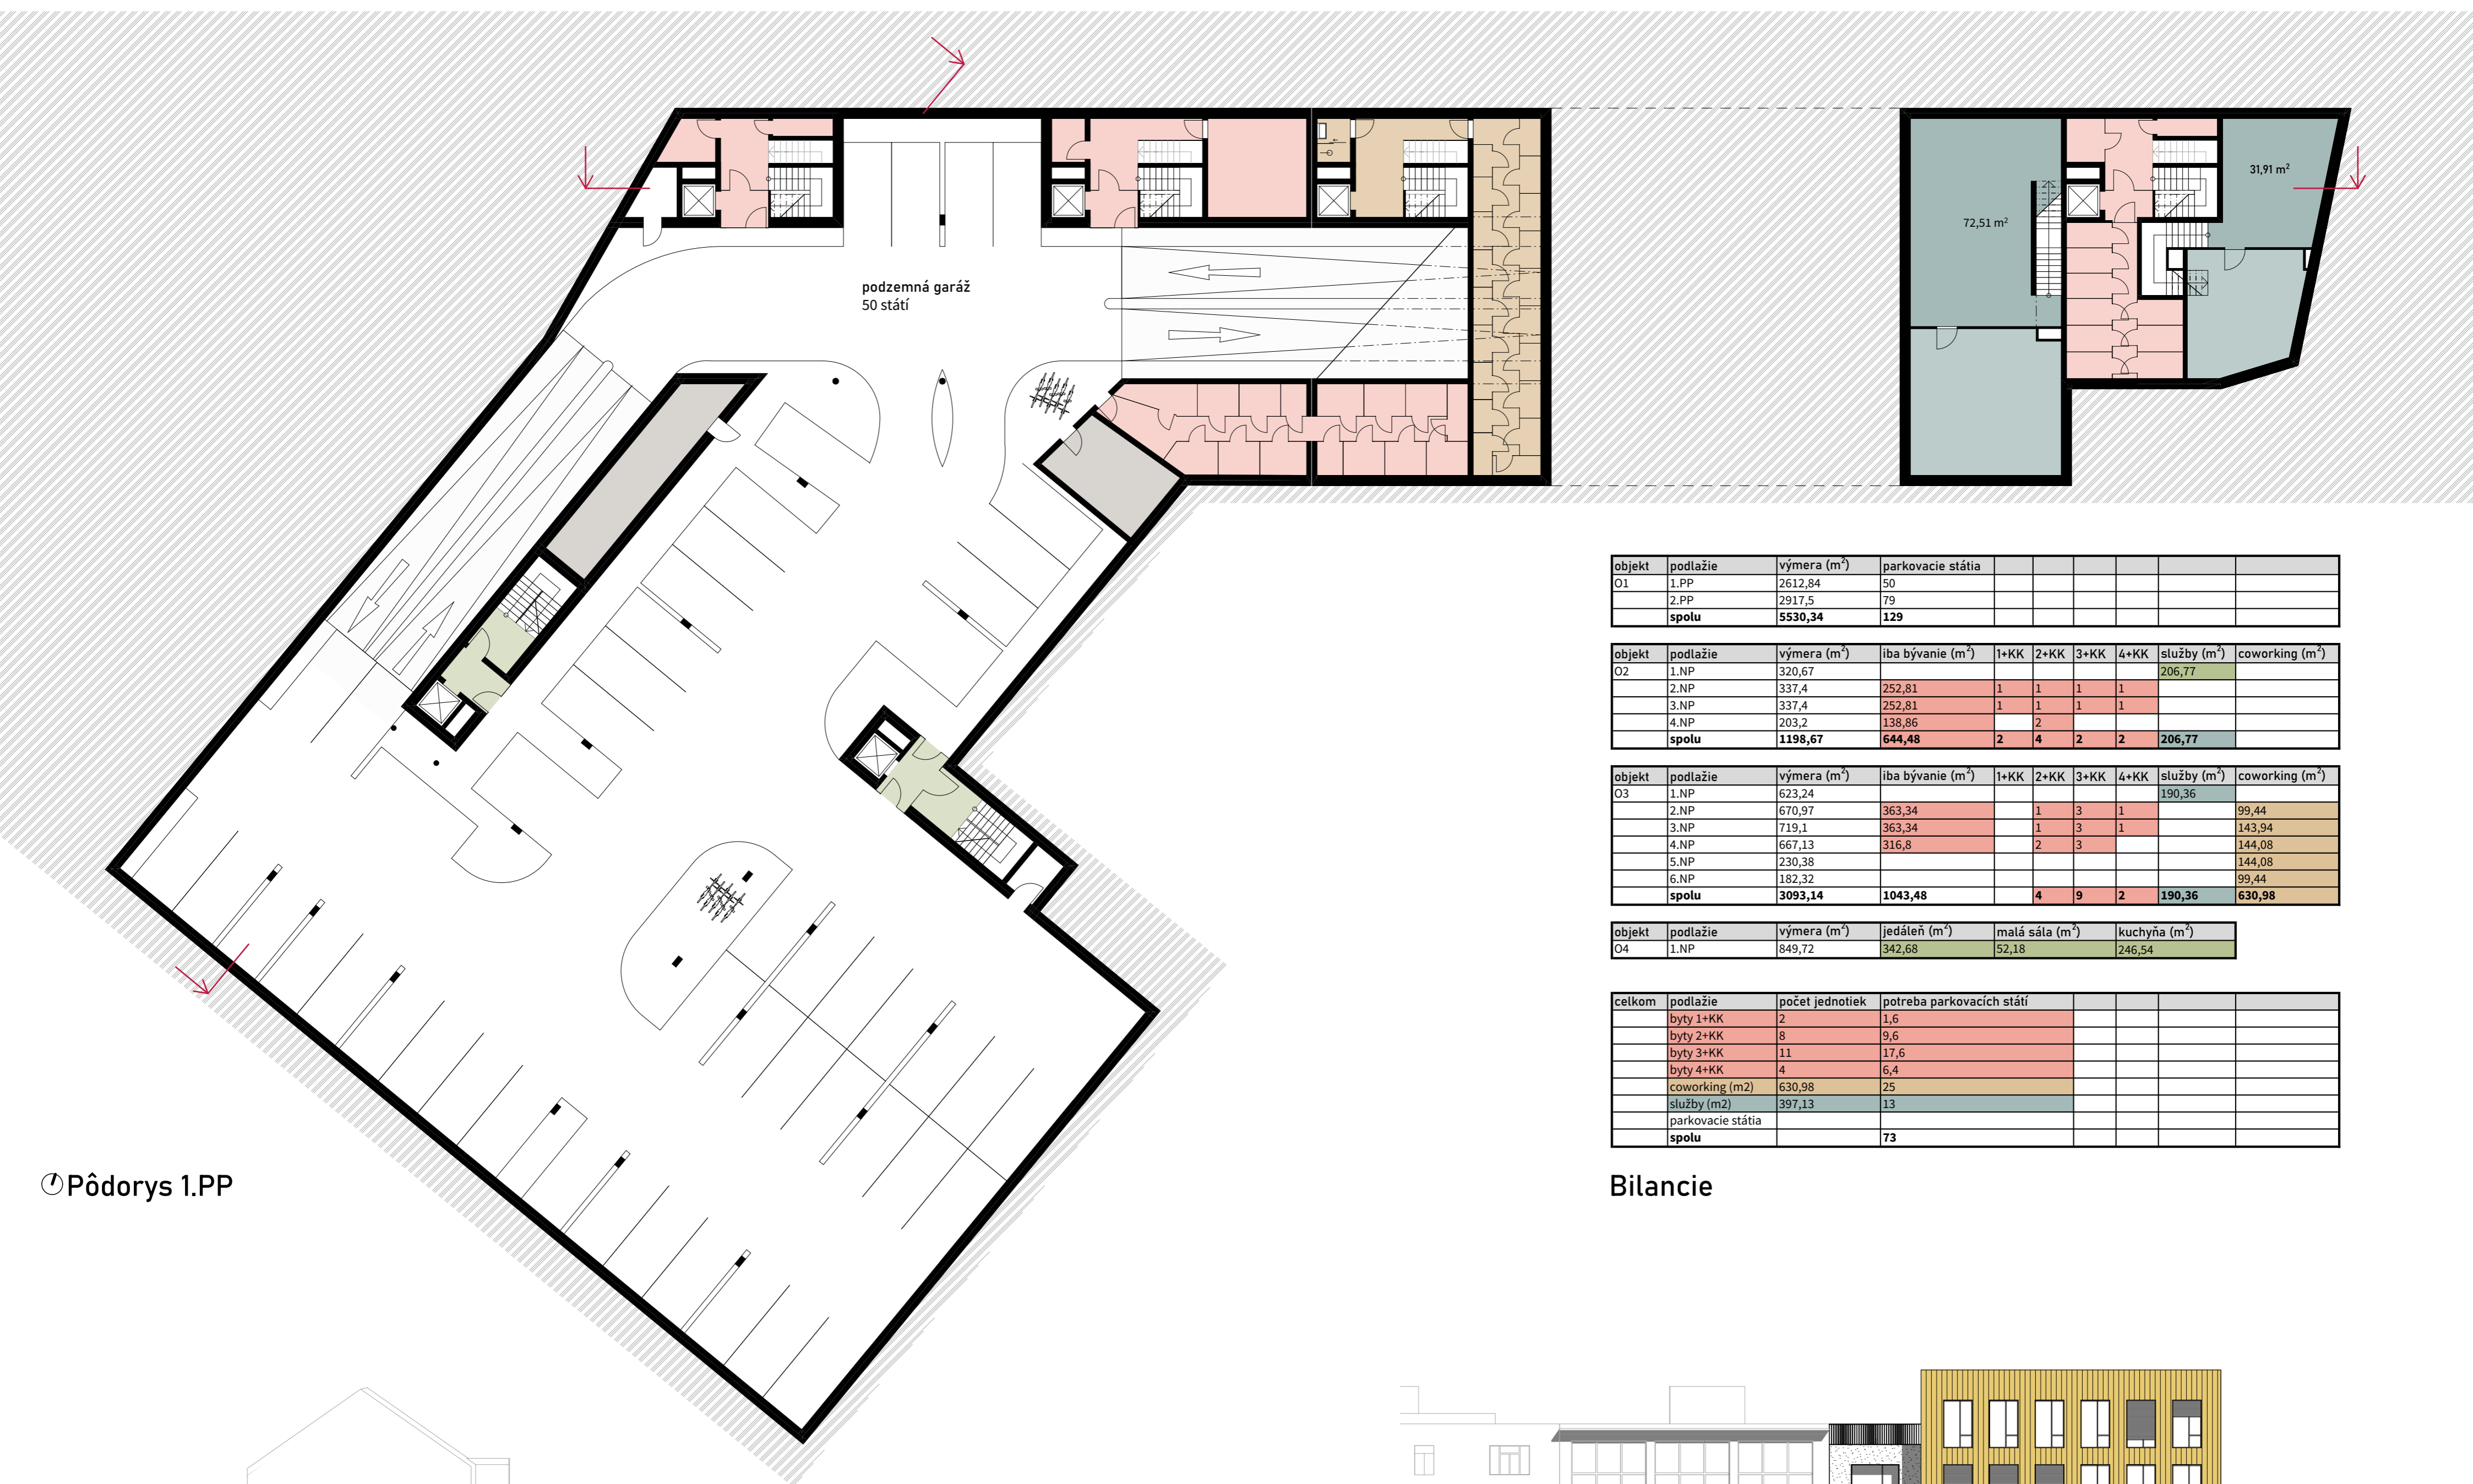 31,91 m²
72,51 m²
podzemná garáž
50 státí
objekt podlažie výmera (m²) parkovacie státia
O1 1.PP 2612,84 50
2.PP 2917,5 79
spolu 5530,34 129
objekt podlažie výmera (m²) iba bývanie (m²) 1+KK 2+KK 3+KK 4+KK služby (m²) coworking (m²)
O2 1.NP 320,67 206,77
2.NP 337,4 252,81 1 1 1 1
3.NP 337,4 252,81 1 1 1 1
4.NP 203,2 138,86 2
spolu 1198,67 644,48 2 4 2 2 206,77
objekt podlažie výmera (m²) iba bývanie (m²) 1+KK 2+KK 3+KK 4+KK služby (m²) coworking (m²)
O3 1.NP 623,24 190,36
2.NP 670,97 363,34 1 3 1 99,44
3.NP 719,1 363,34 1 3 1 143,94
4.NP 667,13 316,8 2 3 144,08
5.NP 230,38 144,08
6.NP 182,32 99,44
spolu 3093,14 1043,48 4 9 2 190,36 630,98
objekt podlažie výmera (m²) jedáleň (m²) malá sála (m²) kuchyňa (m²)
O4 1.NP 849,72 342,68 52,18 246,54
celkom podlažie počet jednotiek potreba parkovacích státí
byty 1+KK 2 1,6
byty 2+KK 8 9,6
byty 3+KK 11 17,6
byty 4+KK 4 6,4
coworking (m2) 630,98 25
služby (m2) 397,13 13
parkovacie státia
spolu 73
Pôdorys 1.PP
Bilancie